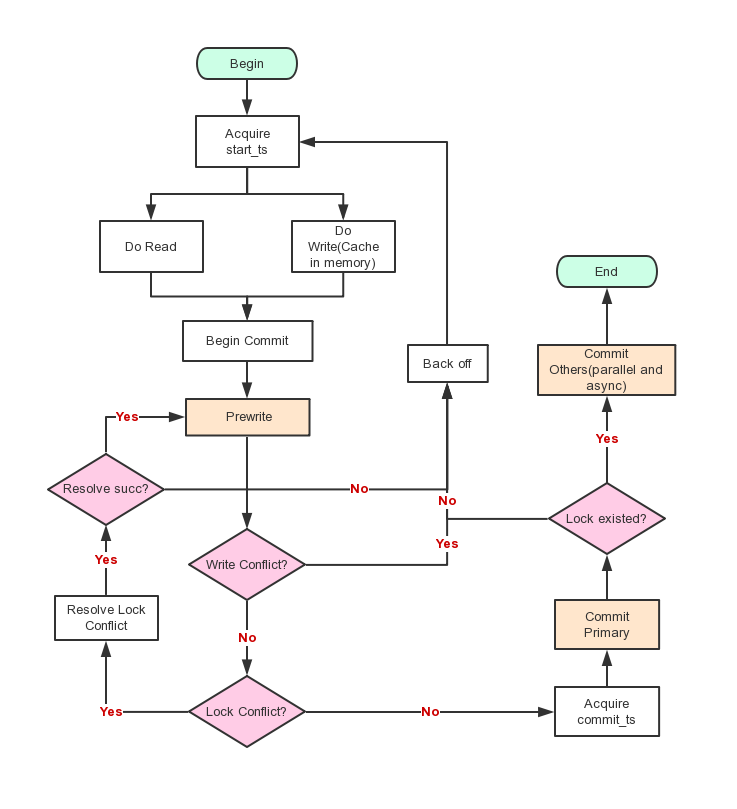 Begin
Acquire
start_ts
Do Read
Do
Write(Cache
in memory)
Begin Commit
Prewrite
Back off
End
Commit
Others(parallel and
async)
Yes
Yes
Resolve succ?
No
No
Lock existed?
Yes
Yes
Write Conflict?
Resolve Lock
Conflict
No
Commit
Primary
Yes
Lock Conflict?
No
Acquire
commit_ts